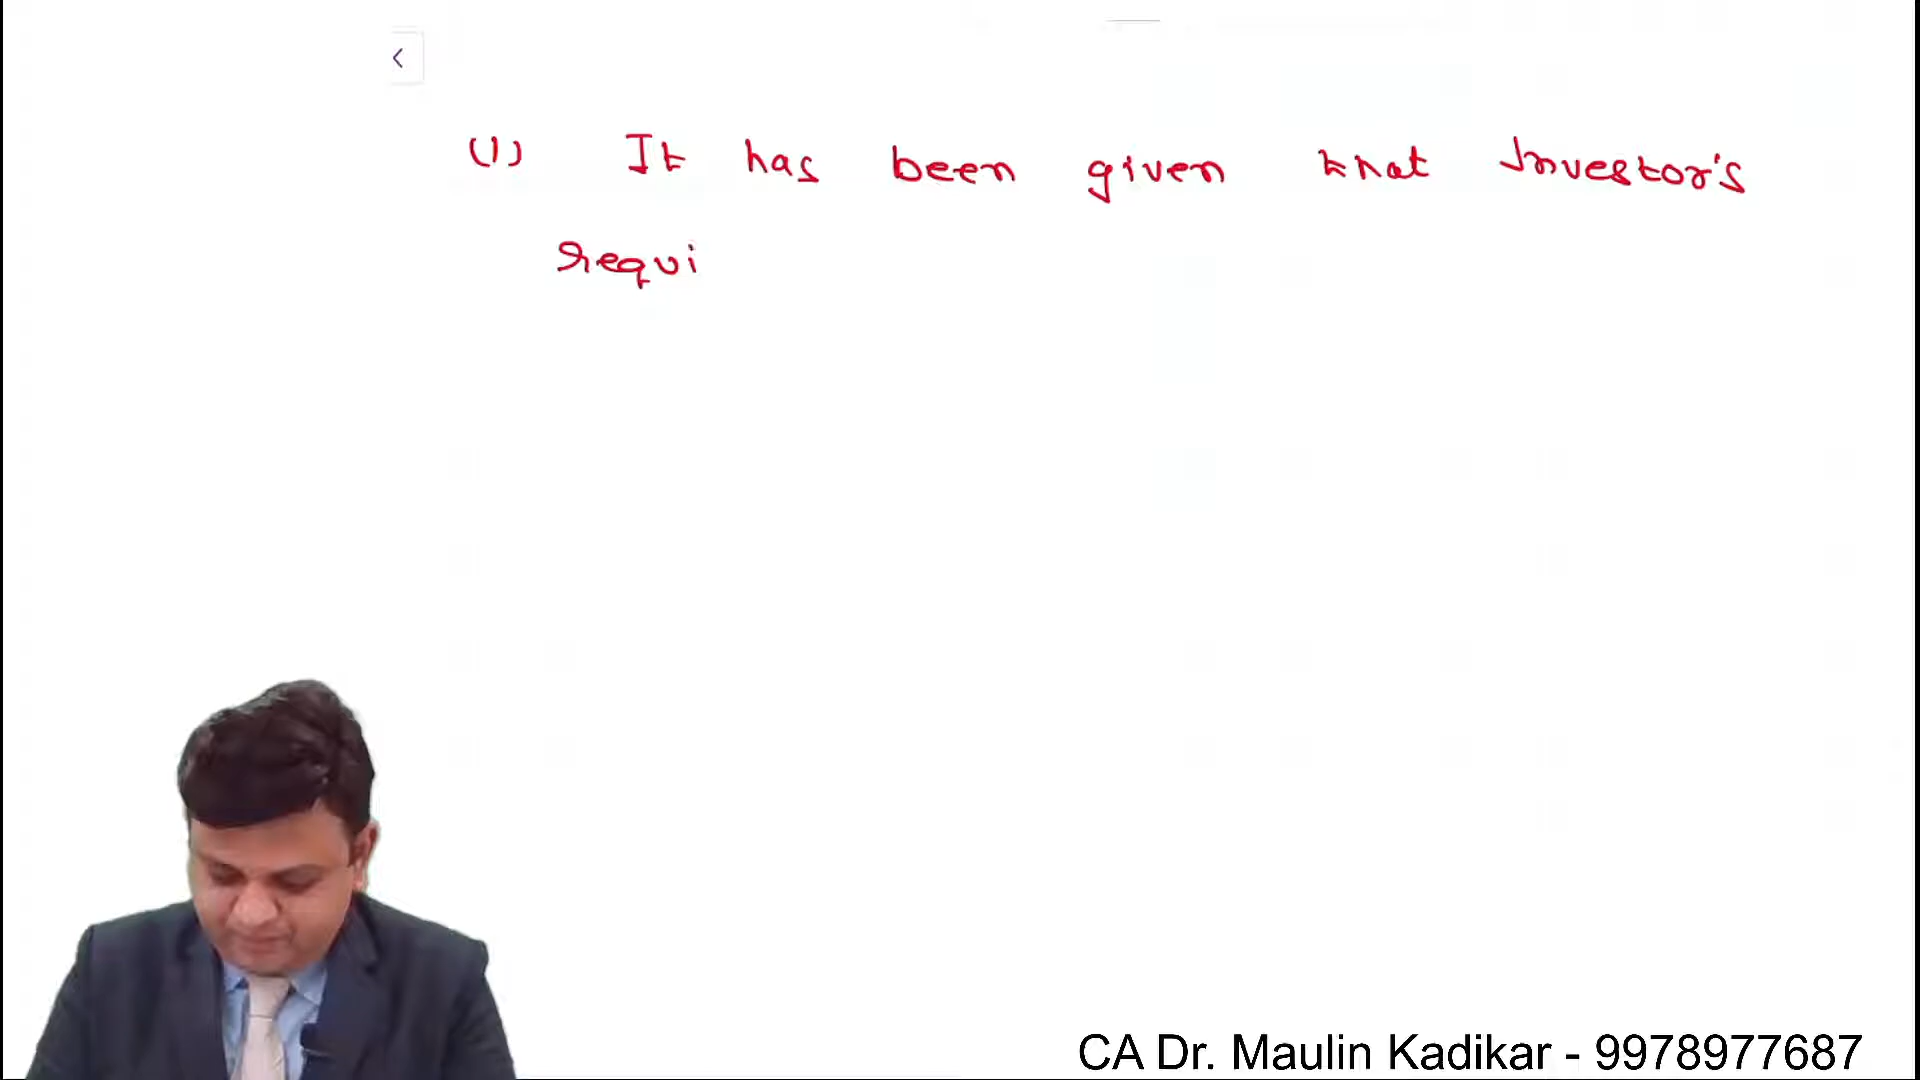 (1) It has been given that Investor's
requi
CA Dr. Maulin Kadikar - 9978977687